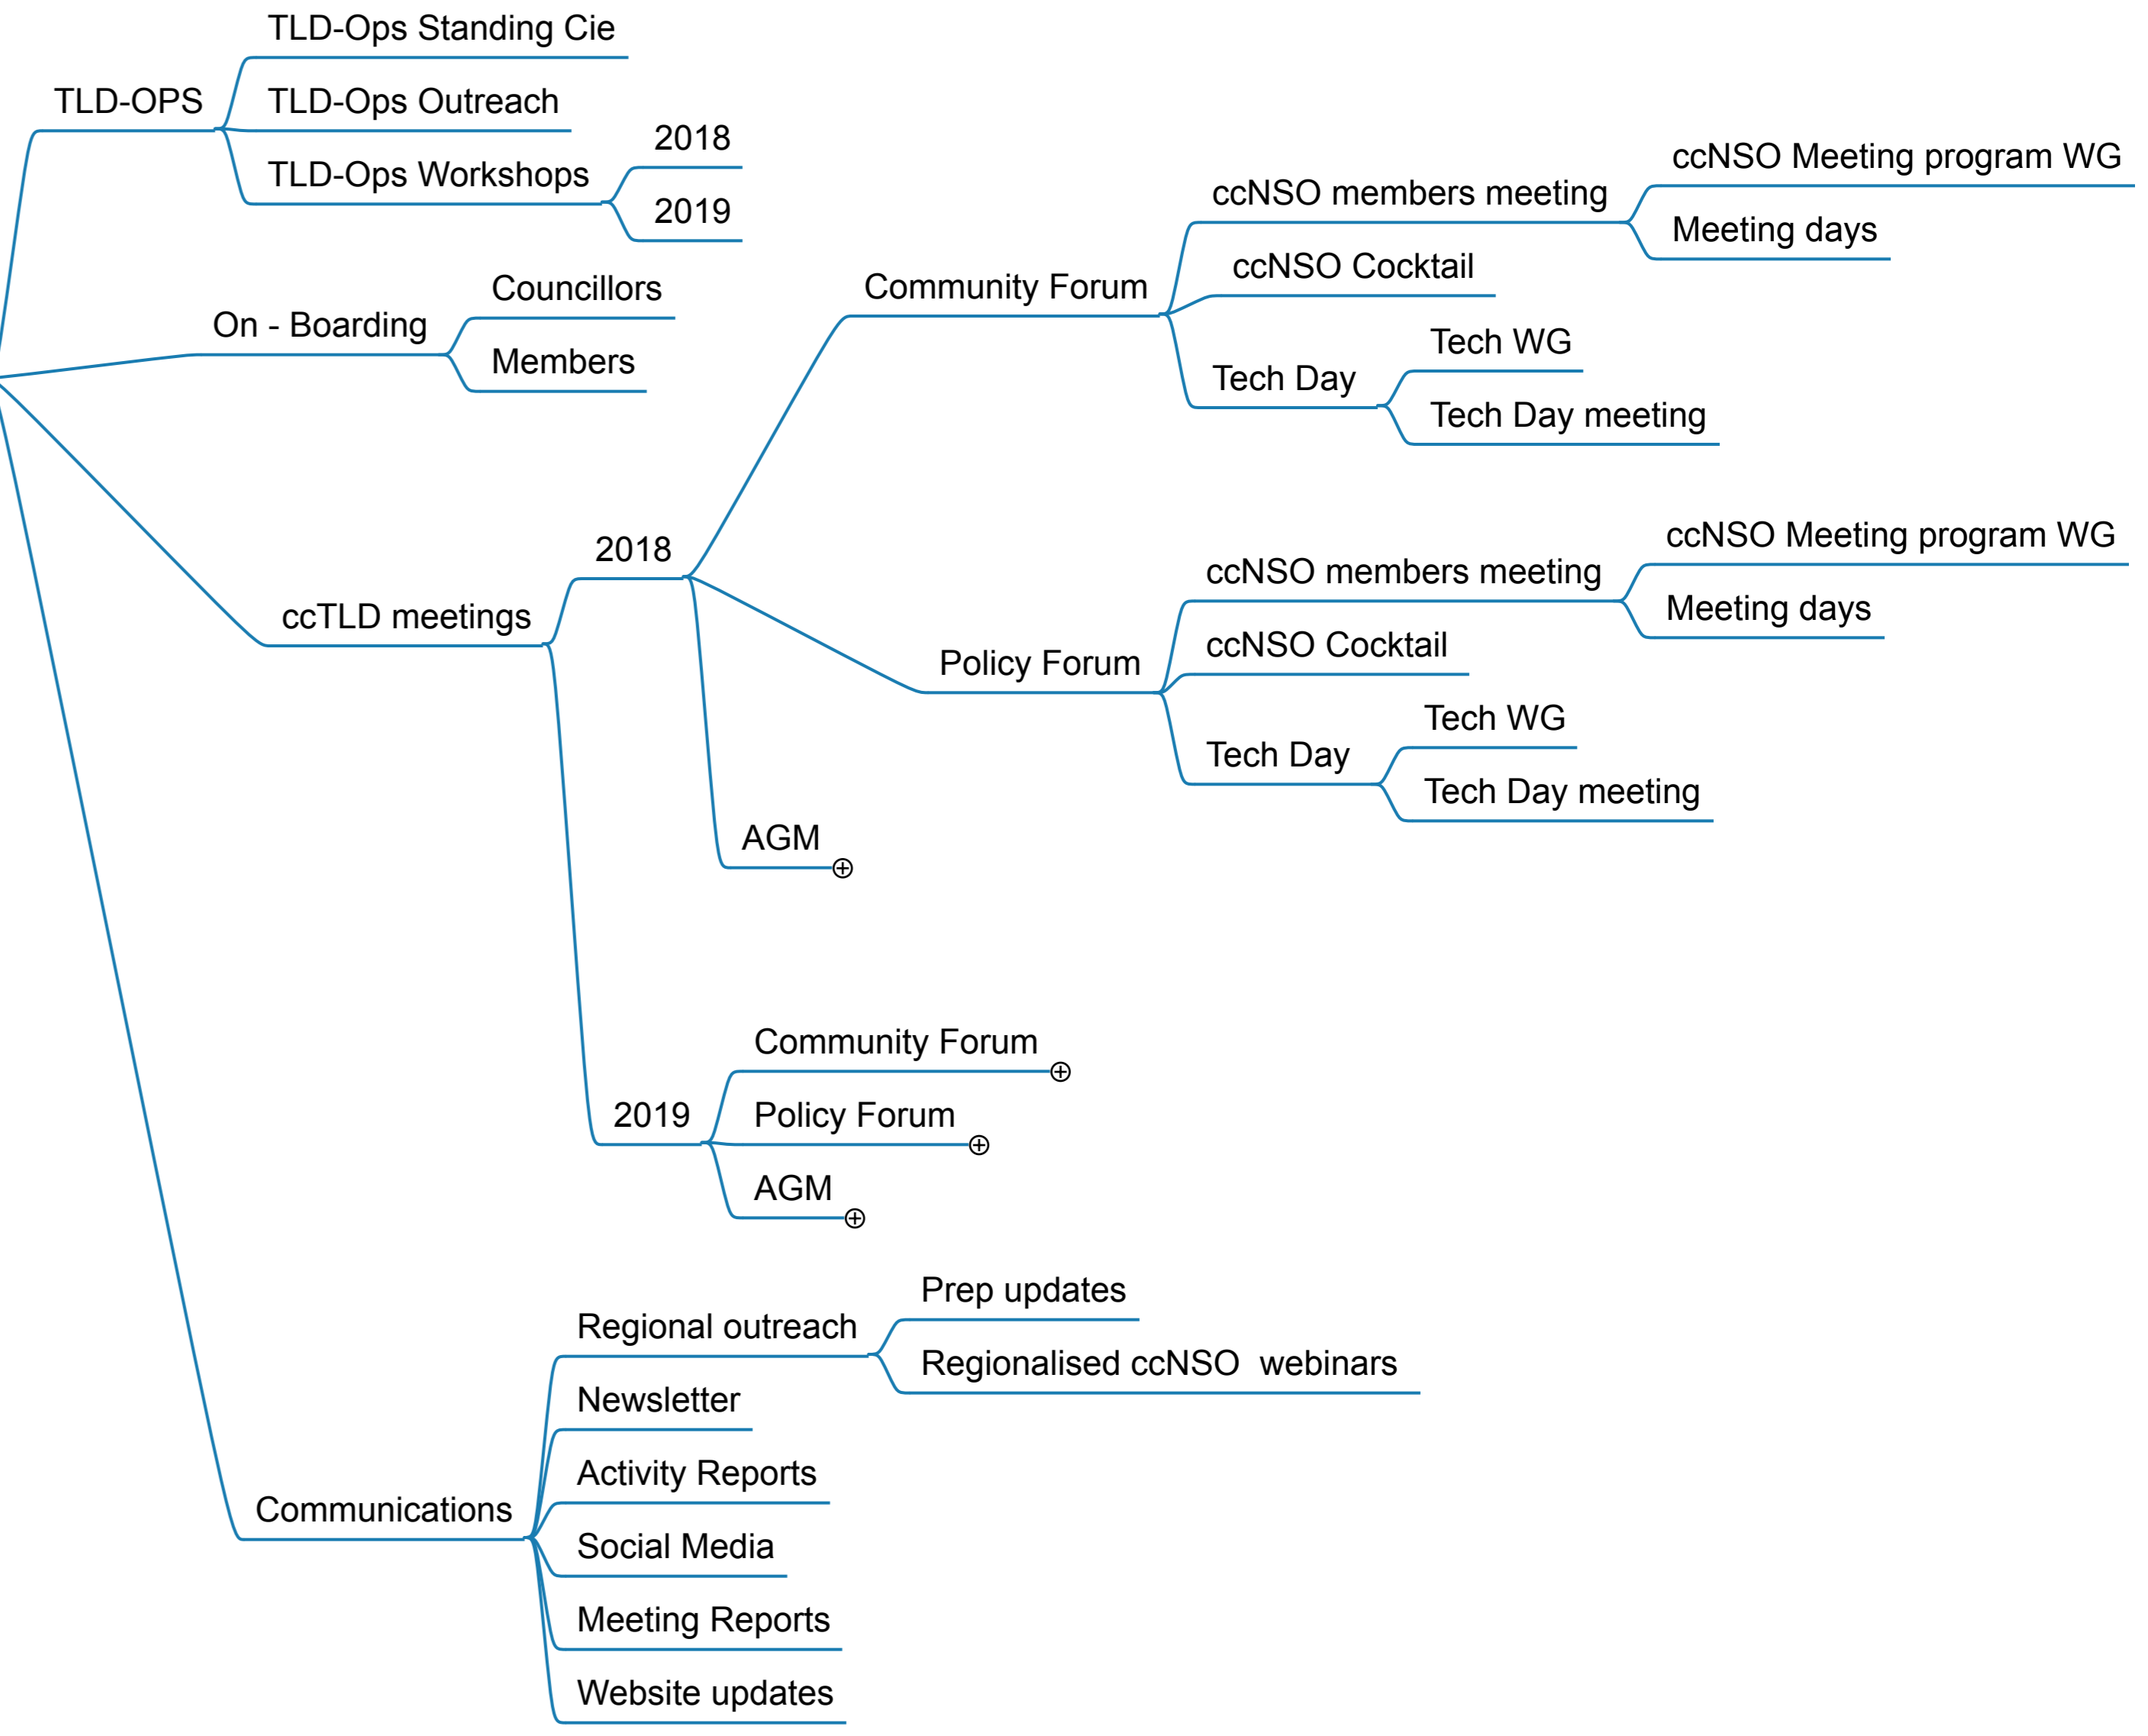 TLD-OPS
TLD-Ops Standing Cie
TLD-Ops Outreach
TLD-Ops Workshops
2018
2019
On - Boarding
Councillors
Members
ccTLD meetings
2018
Community Forum
ccNSO members meeting
ccNSO Meeting program WG
Meeting days
ccNSO Cocktail
Tech Day
Tech WG
Tech Day meeting
Policy Forum
ccNSO members meeting
ccNSO Meeting program WG
Meeting days
ccNSO Cocktail
Tech Day
Tech WG
Tech Day meeting
AGM
2019
Community Forum
Policy Forum
AGM
Communications
Regional outreach
Prep updates
Regionalised ccNSO  webinars
Newsletter
Activity Reports
Social Media
Meeting Reports
Website updates